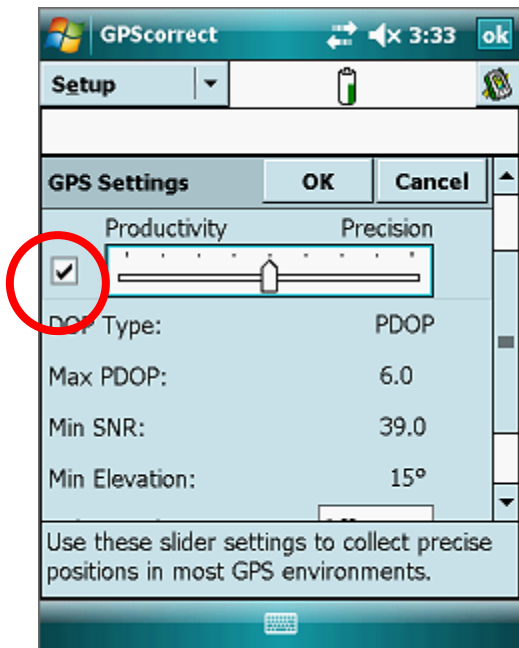 GPScorrect 3:33 ok
Setup
GPS Settings OK Cancel
Productivity Precision
DOP Type: PDOP
Max PDOP: 6.0
Min SNR: 39.0
Min Elevation: 15°
Use these slider settings to collect precise
positions in most GPS environments.